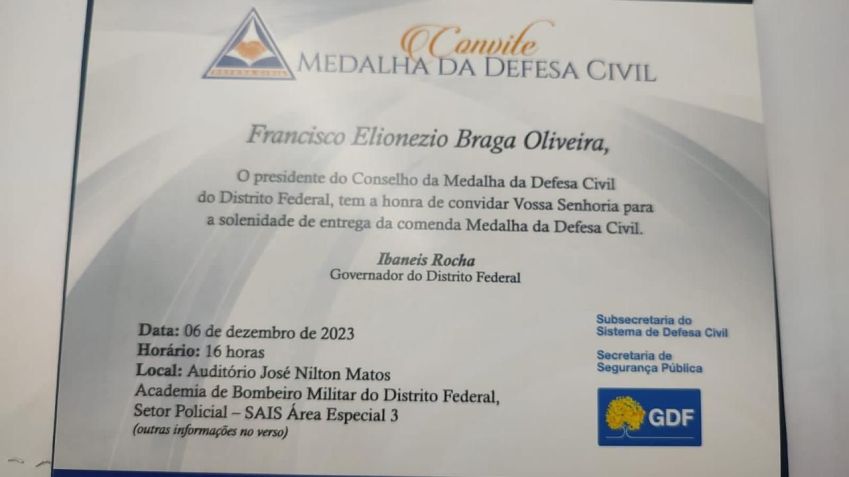 Convite
MEDALHA DA DEFESA CIVIL
DEFESA CIVIL
Francisco Elionezio Braga Oliveira,
O presidente do Conselho da Medalha da Defesa Civil
do Distrito Federal, tem a honra de convidar Vossa Senhoria para
a solenidade de entrega da comenda Medalha da Defesa Civil.
Ibaneis Rocha
Governador do Distrito Federal
Data: 06 de dezembro de 2023
Horário: 16 horas
Local: Auditório José Nilton Matos
Academia de Bombeiro Militar do Distrito Federal,
Setor Policial – SAIS Área Especial 3
(outras informações no verso)
Subsecretaria do
Sistema de Defesa Civil
Secretaria de
Segurança Pública
GDF